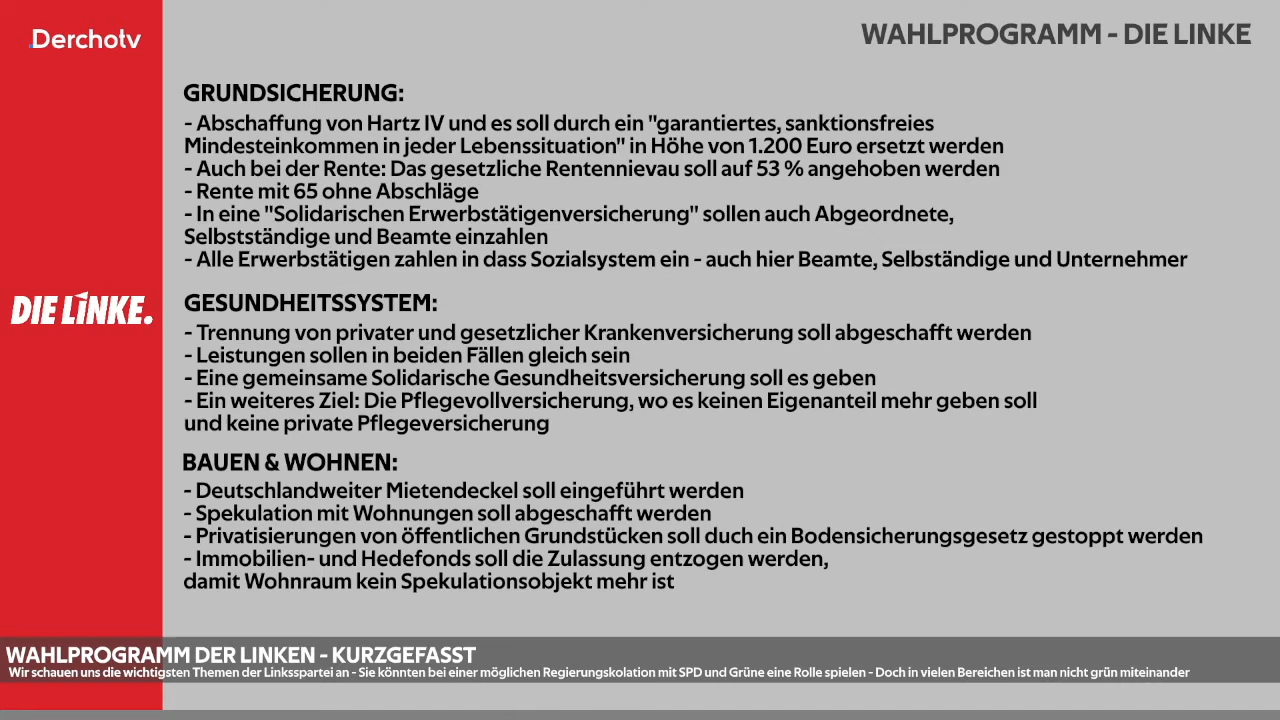 Derchotv
WAHLPROGRAMM - DIE LINKE
GRUNDSICHERUNG:
- Abschaffung von Hartz IV und es soll durch ein "garantiertes, sanktionsfreies
Mindesteinkommen in jeder Lebenssituation" in Höhe von 1.200 Euro ersetzt werden
- Auch bei der Rente: Das gesetzliche Rentennievau soll auf 53 % angehoben werden
- Rente mit 65 ohne Abschläge
- In eine "Solidarischen Erwerbstätigenversicherung" sollen auch Abgeordnete,
Selbstständige und Beamte einzahlen
- Alle Erwerbstätigen zahlen in dass Sozialsystem ein - auch hier Beamte, Selbständige und Unternehmer
DIE LINKE.
GESUNDHEITSSYSTEM:
- Trennung von privater und gesetzlicher Krankenversicherung soll abgeschafft werden
- Leistungen sollen in beiden Fällen gleich sein
- Eine gemeinsame Solidarische Gesundheitsversicherung soll es geben
- Ein weiteres Ziel: Die Pflegevollversicherung, wo es keinen Eigenanteil mehr geben soll
und keine private Pflegeversicherung
BAUEN & WOHNEN:
- Deutschlandweiter Mietendeckel soll eingeführt werden
- Spekulation mit Wohnungen soll abgeschafft werden
- Privatisierungen von öffentlichen Grundstücken soll duch ein Bodensicherungsgesetz gestoppt werden
- Immobilien- und Hedefonds soll die Zulassung entzogen werden,
damit Wohnraum kein Spekulationsobjekt mehr ist
WAHLPROGRAMM DER LINKEN - KURZGEFASST
Wir schauen uns die wichtigsten Themen der Linksspartei an - Sie könnten bei einer möglichen Regierungskolation mit SPD und Grüne eine Rolle spielen - Doch in vielen Bereichen ist man nicht grün miteinander